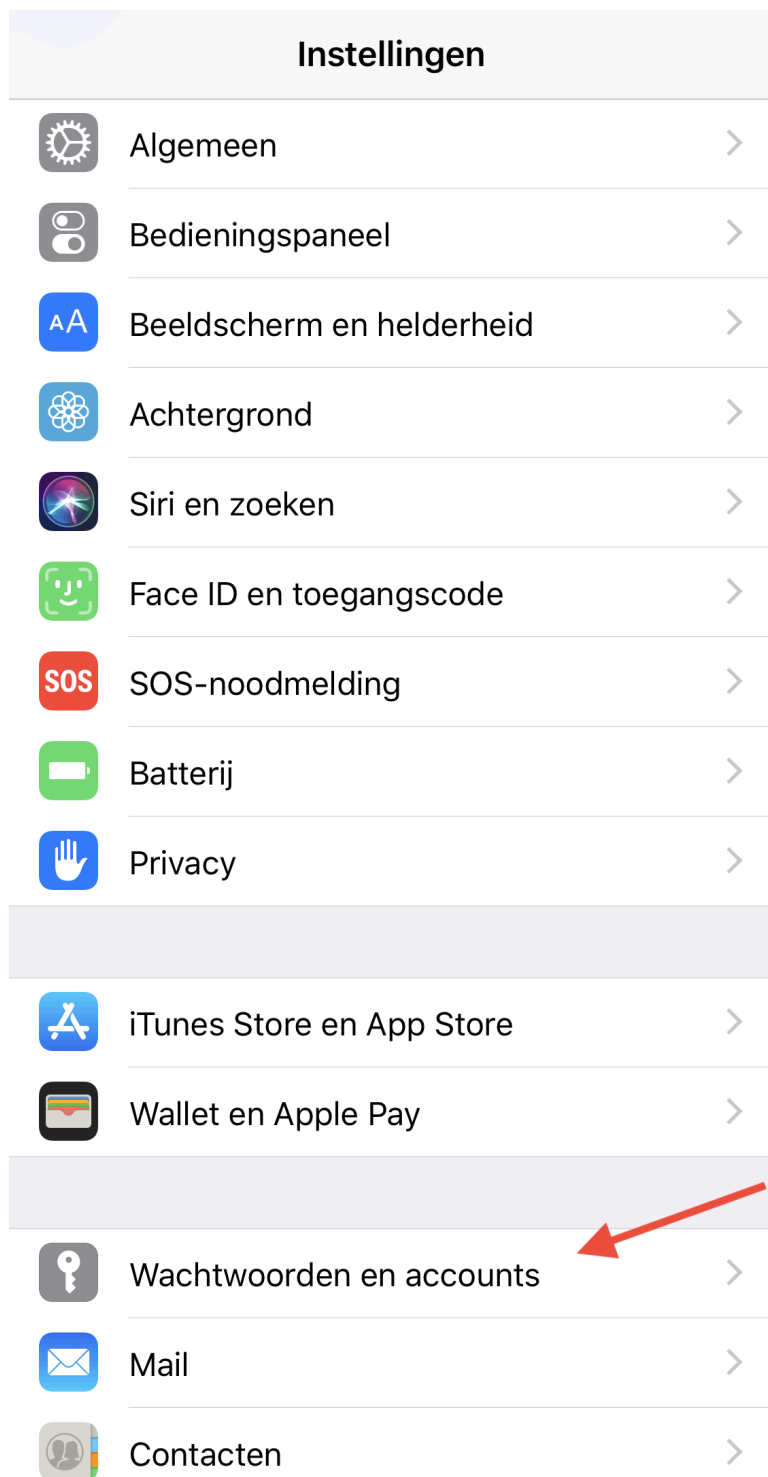 Instellingen
Algemeen
Bedieningspaneel
AA
Beeldscherm en helderheid
Achtergrond
Siri en zoeken
Face ID en toegangscode
SOS
SOS-noodmelding
Batterij
Privacy
iTunes Store en App Store
Wallet en Apple Pay
Wachtwoorden en accounts
Mail
Contacten